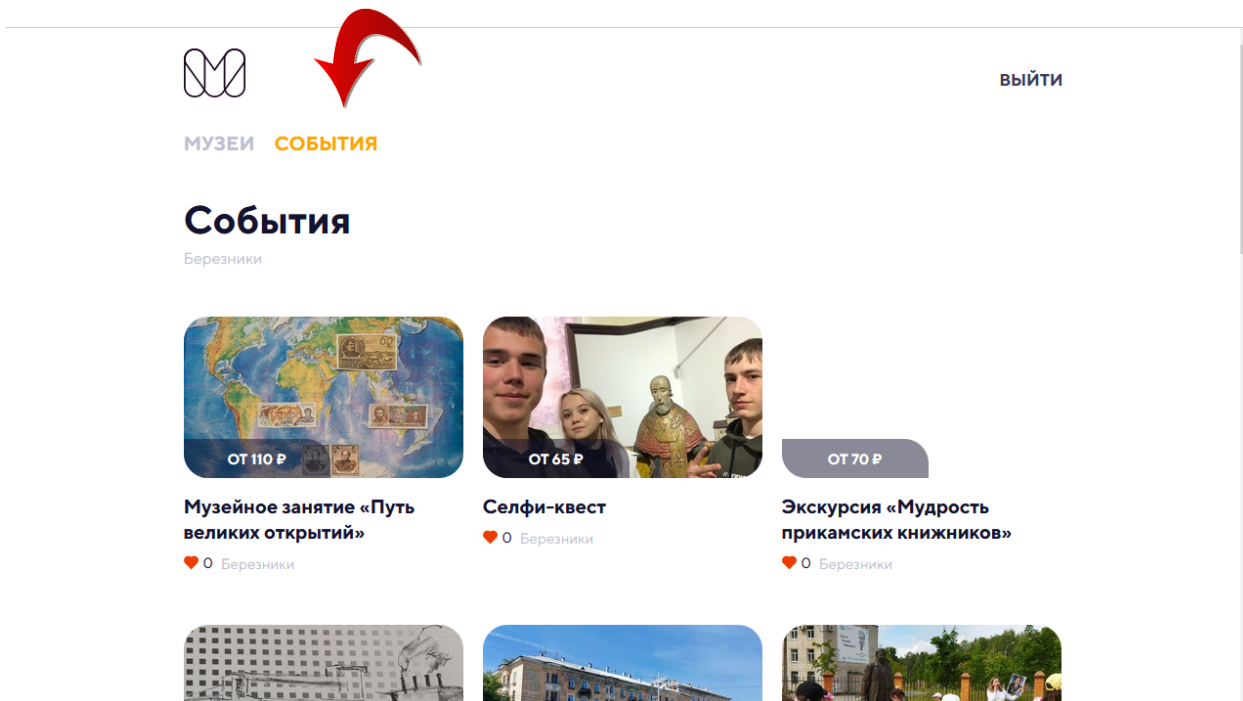 ВЫЙТИ
МУЗЕИ СОБЫТИЯ
События
Березники
ОТ 110 ₽
ОТ 65 ₽
ОТ 70 ₽
Музейное занятие «Путь
великих открытий»
0 Березники
Селфи-квест
0 Березники
Экскурсия «Мудрость
прикамских книжников»
0 Березники